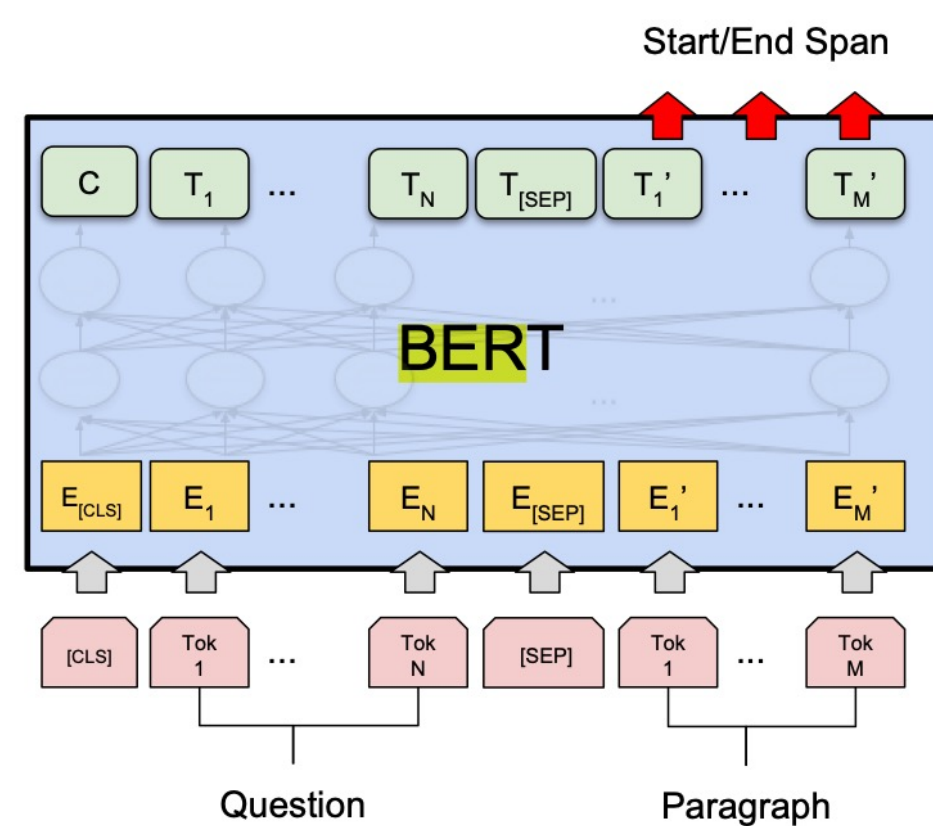 Start/End Span
C T1 ... TN T[SEP] T1' ... TM'
...
BERT
...
E[CLS] E1 ... EN E[SEP] E1' ... EM'
[CLS] Tok 1 ... Tok N [SEP] Tok 1 ... Tok M
Question Paragraph